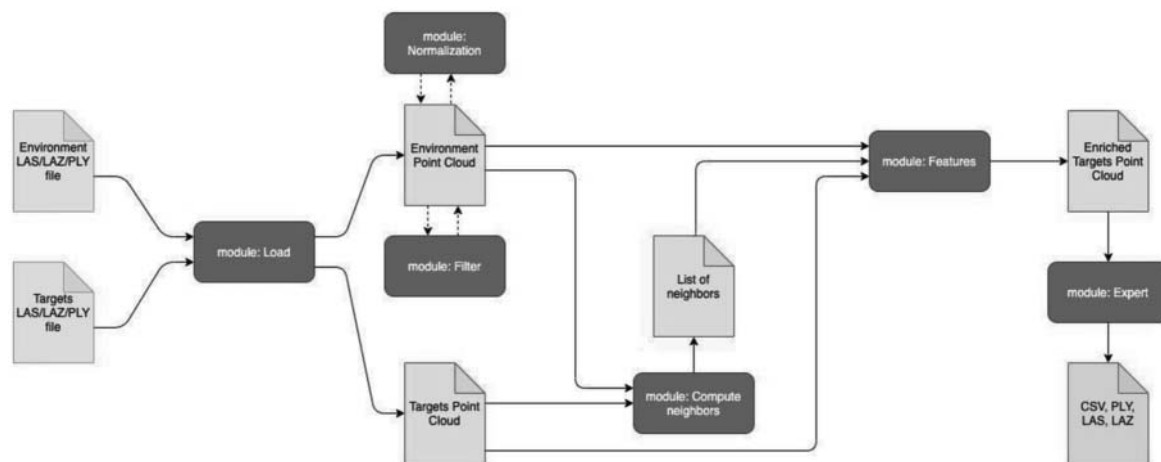 module:
Normalization
Environment
LAS/LAZ/PLY
file
Environment
Point Cloud
module: Features
Enriched
Targets Point
Cloud
module: Load
module: Filter
List of
neighbors
module: Expert
Targets
LAS/LAZ/PLY
file
Targets Point
Cloud
module: Compute
neighbors
CSV, PLY,
LAS, LAZ